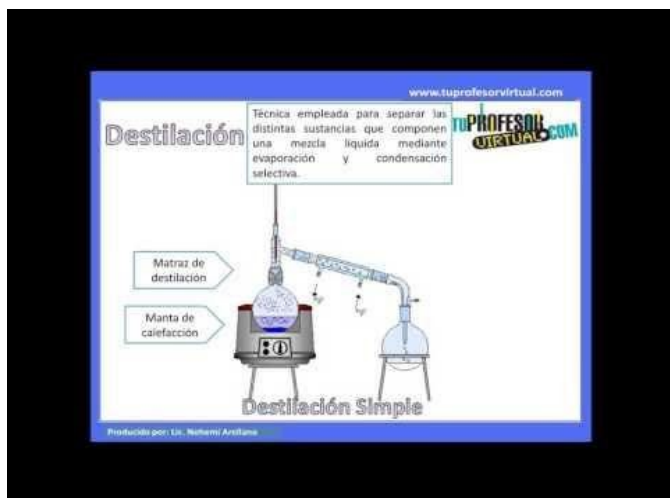 www.tuprofesorvirtual.com
Destilación
Técnica empleada para separar las
distintas sustancias que componen
una mezcla líquida mediante
evaporación y condensación
selectiva.
TUPROFESOR
VIRTUAL.COM
Matraz de
destilación
Manta de
calefacción
Destilación Simple
Producido por: Lic. Nohemi Arellano